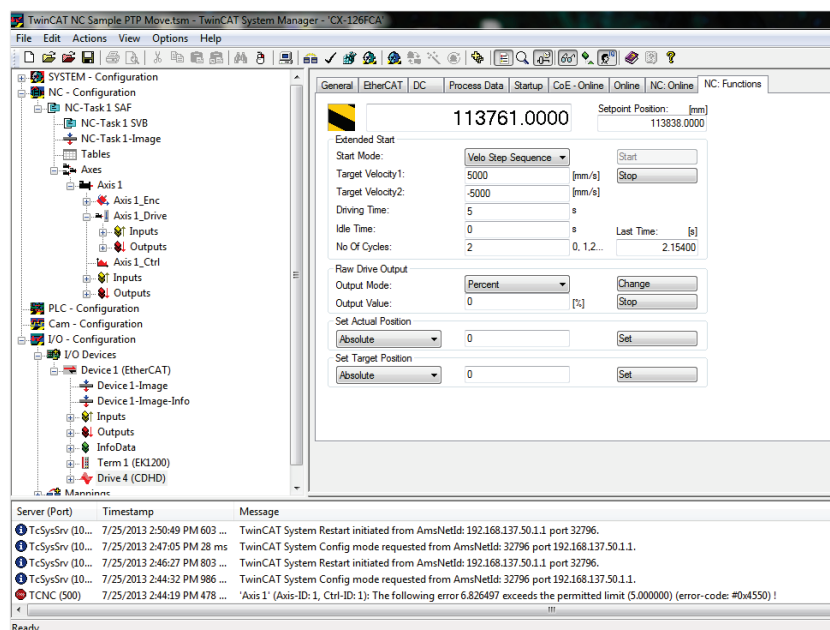 TwinCAT NC Sample PTP Move.tsm - TwinCAT System Manager - 'CX-126FCA'
File Edit Actions View Options Help
SYSTEM - Configuration
NC - Configuration
NC-Task 1 SAF
NC-Task 1 SVB
NC-Task 1-Image
Tables
Axes
Axis 1
Axis 1_Enc
Axis 1_Drive
Inputs
Outputs
Axis 1_Ctrl
Inputs
Outputs
PLC - Configuration
Cam - Configuration
I/O - Configuration
I/O Devices
Device 1 (EtherCAT)
Device 1-Image
Device 1-Image-Info
Inputs
Outputs
InfoData
Term 1 (EK1200)
Drive 4 (CDHD)
Mappings
General EtherCAT DC Process Data Startup CoE - Online Online NC: Online NC: Functions
113761.0000
Setpoint Position: [mm]
113838.0000
Extended Start
Start Mode: Velo Step Sequence Start
Target Velocity1: 5000 [mm/s] Stop
Target Velocity2: -5000 [mm/s]
Driving Time: 5 s
Idle Time: 0 s Last Time: [s]
No Of Cycles: 2 0, 1,2... 2.15400
Raw Drive Output
Output Mode: Percent Change
Output Value: 0 [%] Stop
Set Actual Position
Absolute 0 Set
Set Target Position
Absolute 0 Set
Server (Port) Timestamp Message
TcSysSrv (10... 7/25/2013 2:50:49 PM 603 ... TwinCAT System Restart initiated from AmsNetId: 192.168.137.50.1.1 port 32796.
TcSysSrv (10... 7/25/2013 2:47:05 PM 28 ms TwinCAT System Config mode requested from AmsNetId: 32796 port 192.168.137.50.1.1.
TcSysSrv (10... 7/25/2013 2:46:27 PM 803 ... TwinCAT System Restart initiated from AmsNetId: 192.168.137.50.1.1 port 32796.
TcSysSrv (10... 7/25/2013 2:44:32 PM 986 ... TwinCAT System Config mode requested from AmsNetId: 32796 port 192.168.137.50.1.1.
TCNC (500) 7/25/2013 2:44:19 PM 478 ... 'Axis 1' (Axis-ID: 1, Ctrl-ID: 1): The following error 6.826497 exceeds the permitted limit (5.000000) (error-code: #0x4550) !
Ready